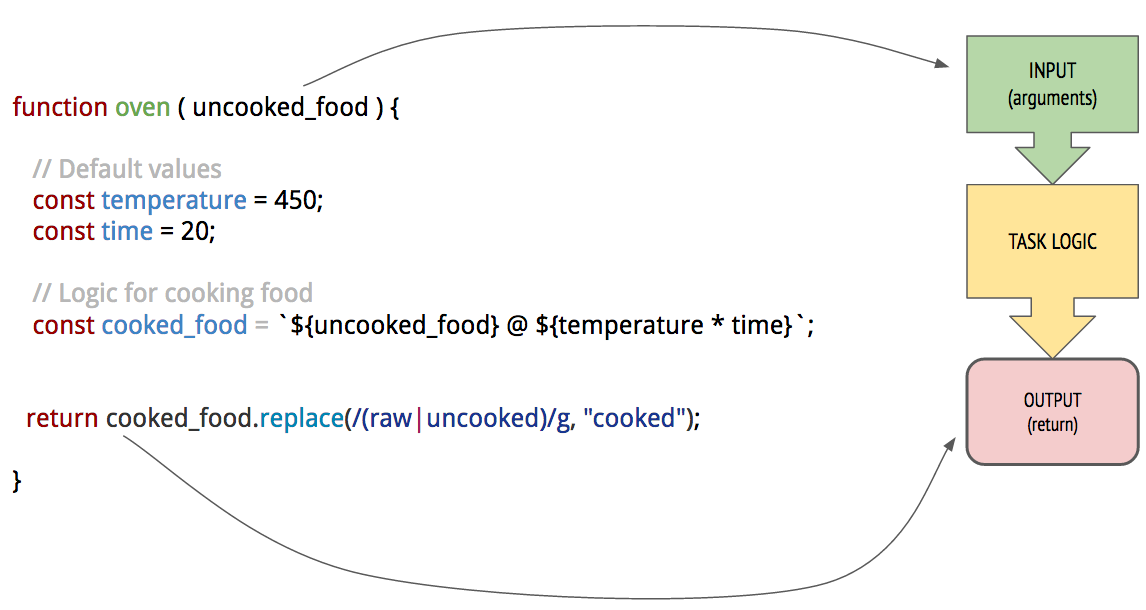 function oven ( uncooked_food ) {
// Default values
const temperature = 450;
const time = 20;
// Logic for cooking food
const cooked_food = `${uncooked_food} @ ${temperature * time}`;
return cooked_food.replace(/(raw|uncooked)/g, "cooked");
}
INPUT
(arguments)
TASK LOGIC
OUTPUT
(return)